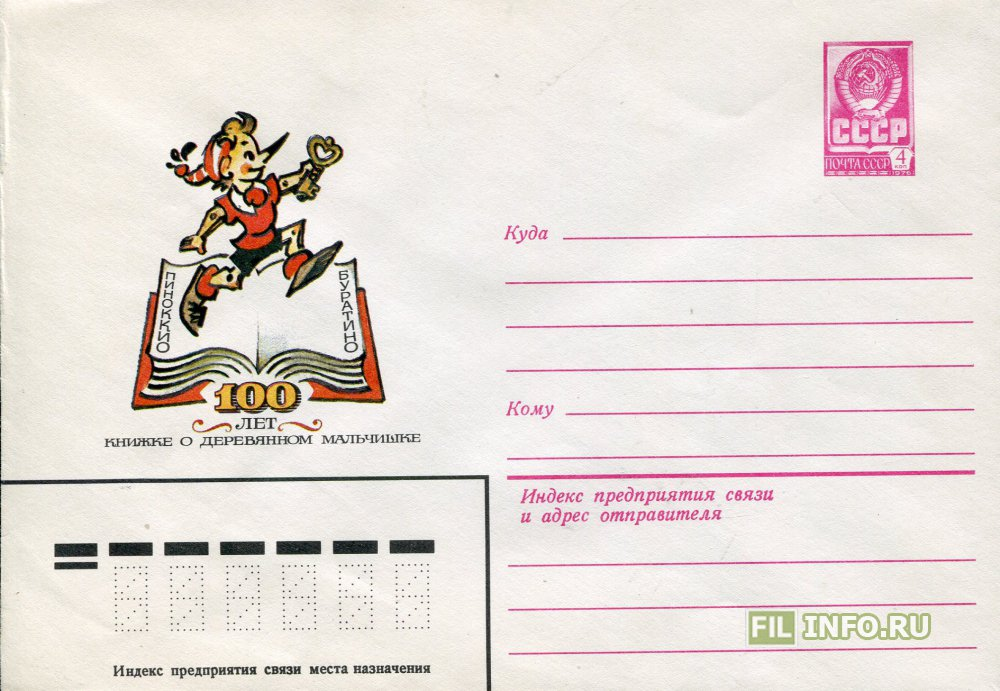 СССР
ПОЧТА СССР
4
КОП
1976
ПИНОККИО
БУРАТИНО
100
ЛЕТ
КНИЖКЕ О ДЕРЕВЯННОМ МАЛЬЧИШКЕ
Куда
Кому
Индекс предприятия связи
и адрес отправителя
Индекс предприятия связи места назначения
FIL INFO.RU